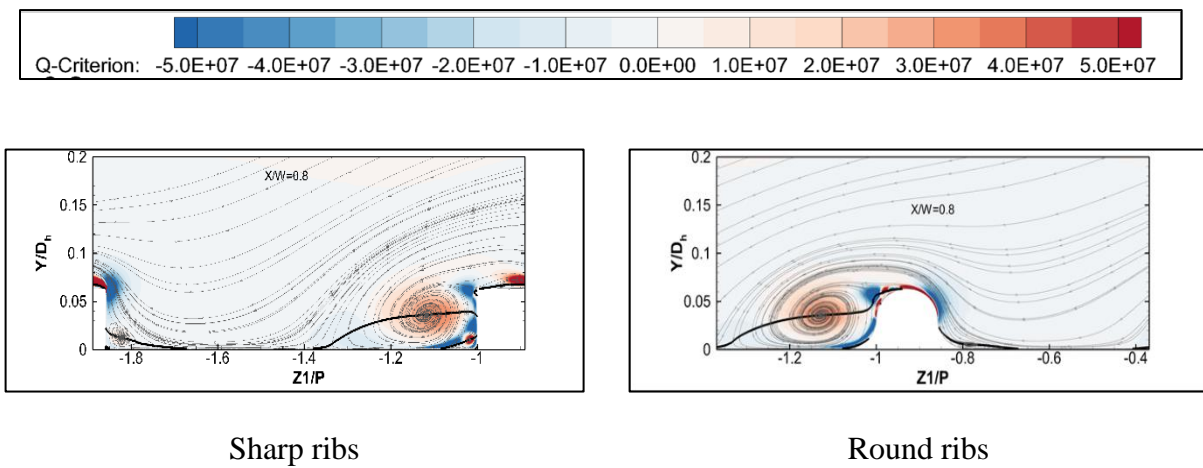 Q-Criterion: -5.0E+07 -4.0E+07 -3.0E+07 -2.0E+07 -1.0E+07 0.0E+00 1.0E+07 2.0E+07 3.0E+07 4.0E+07 5.0E+07
0.2
X/W=0.8
0.15
Y/Dh
0.1
0.05
0
-1.8 -1.6 -1.4 -1.2 -1
Z1/P
0.2
0.15
X/W=0.8
Y/Dh
0.1
0.05
0
-1.2 -1 -0.8 -0.6 -0.4
Z1/P
Sharp ribs
Round ribs